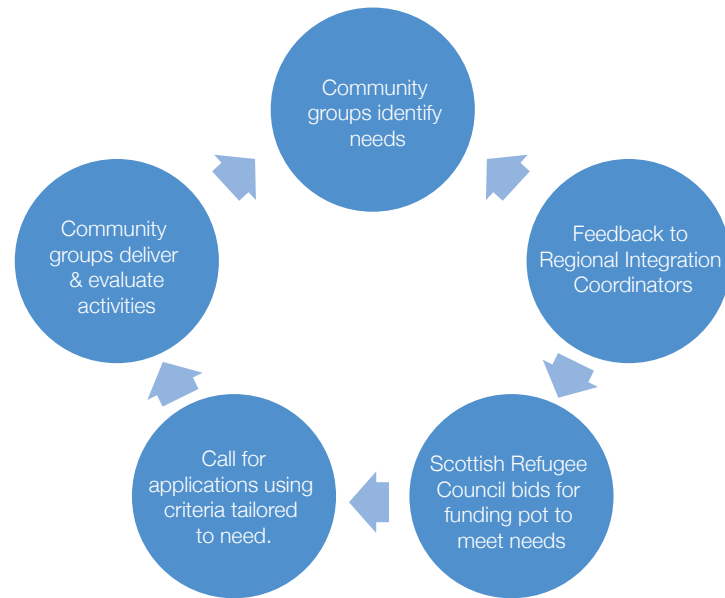 Community
groups identify
needs
Feedback to
Regional Integration
Coordinators
Scottish Refugee
Council bids for
funding pot to
meet needs
Call for
applications using
criteria tailored
to need.
Community
groups deliver
& evaluate
activities